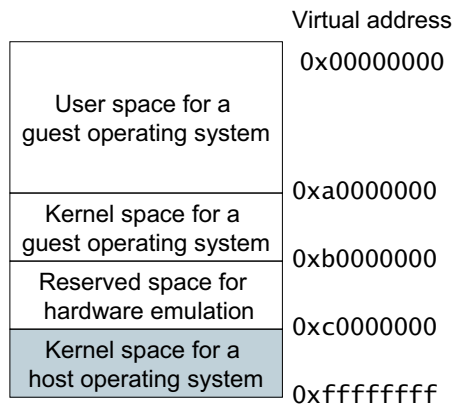 Virtual address
0x00000000
User space for a
guest operating system
0xa0000000
Kernel space for a
guest operating system
0xb0000000
Reserved space for
hardware emulation
0xc0000000
Kernel space for a
host operating system
0xffffffff